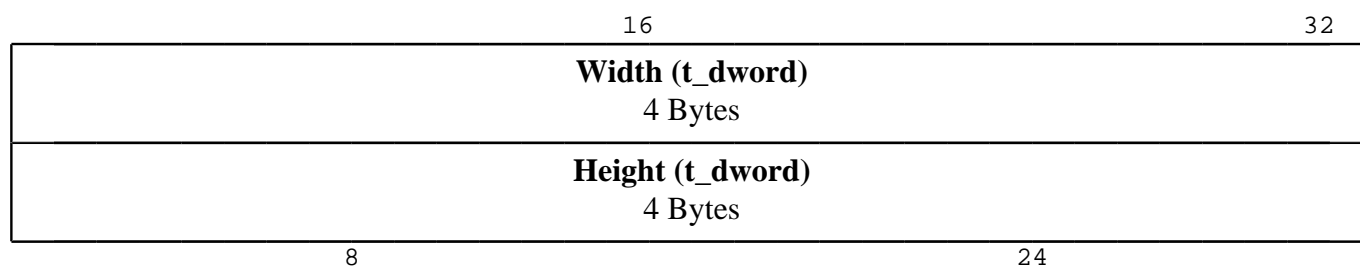 16 32
Width (t_dword)
4 Bytes
Height (t_dword)
4 Bytes
8 24